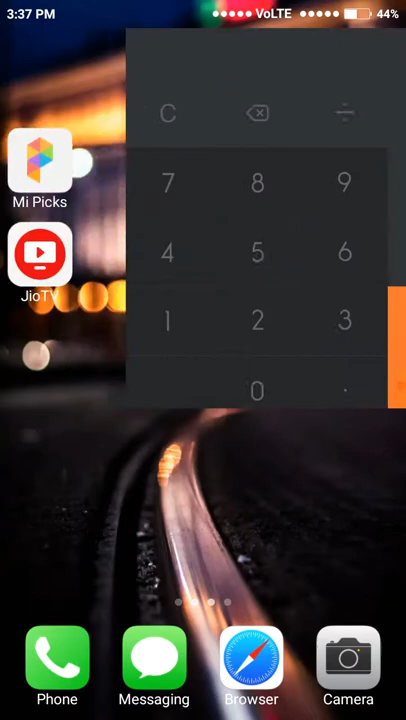 3:37 PM VoLTE 44%
C ÷
7 8 9
Mi Picks
4 5 6
JioTV
1 2 3
0 .
Phone Messaging Browser Camera